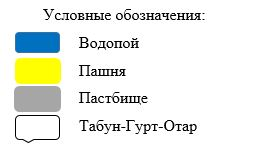 Условные обозначения:
Водопой
Пашня
Пастбище
Табун-Гурт-Отар